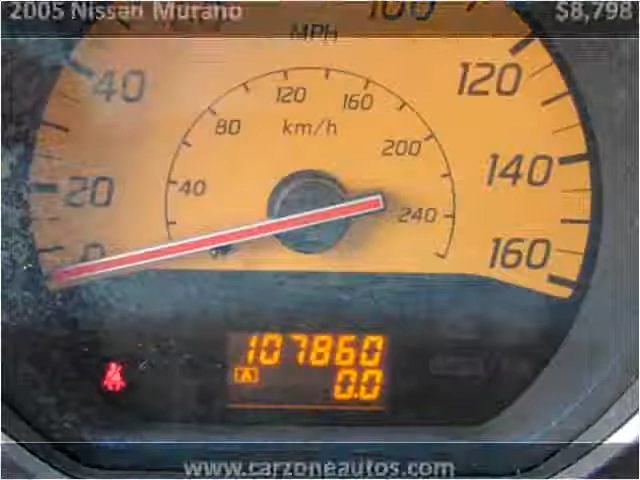 2005 Nissan Murano $8,798
100
MPH
120
40
120 160
80 km/h 200
140
20 40 240
0 160
107860
A 0.0
www.carzoneautos.com